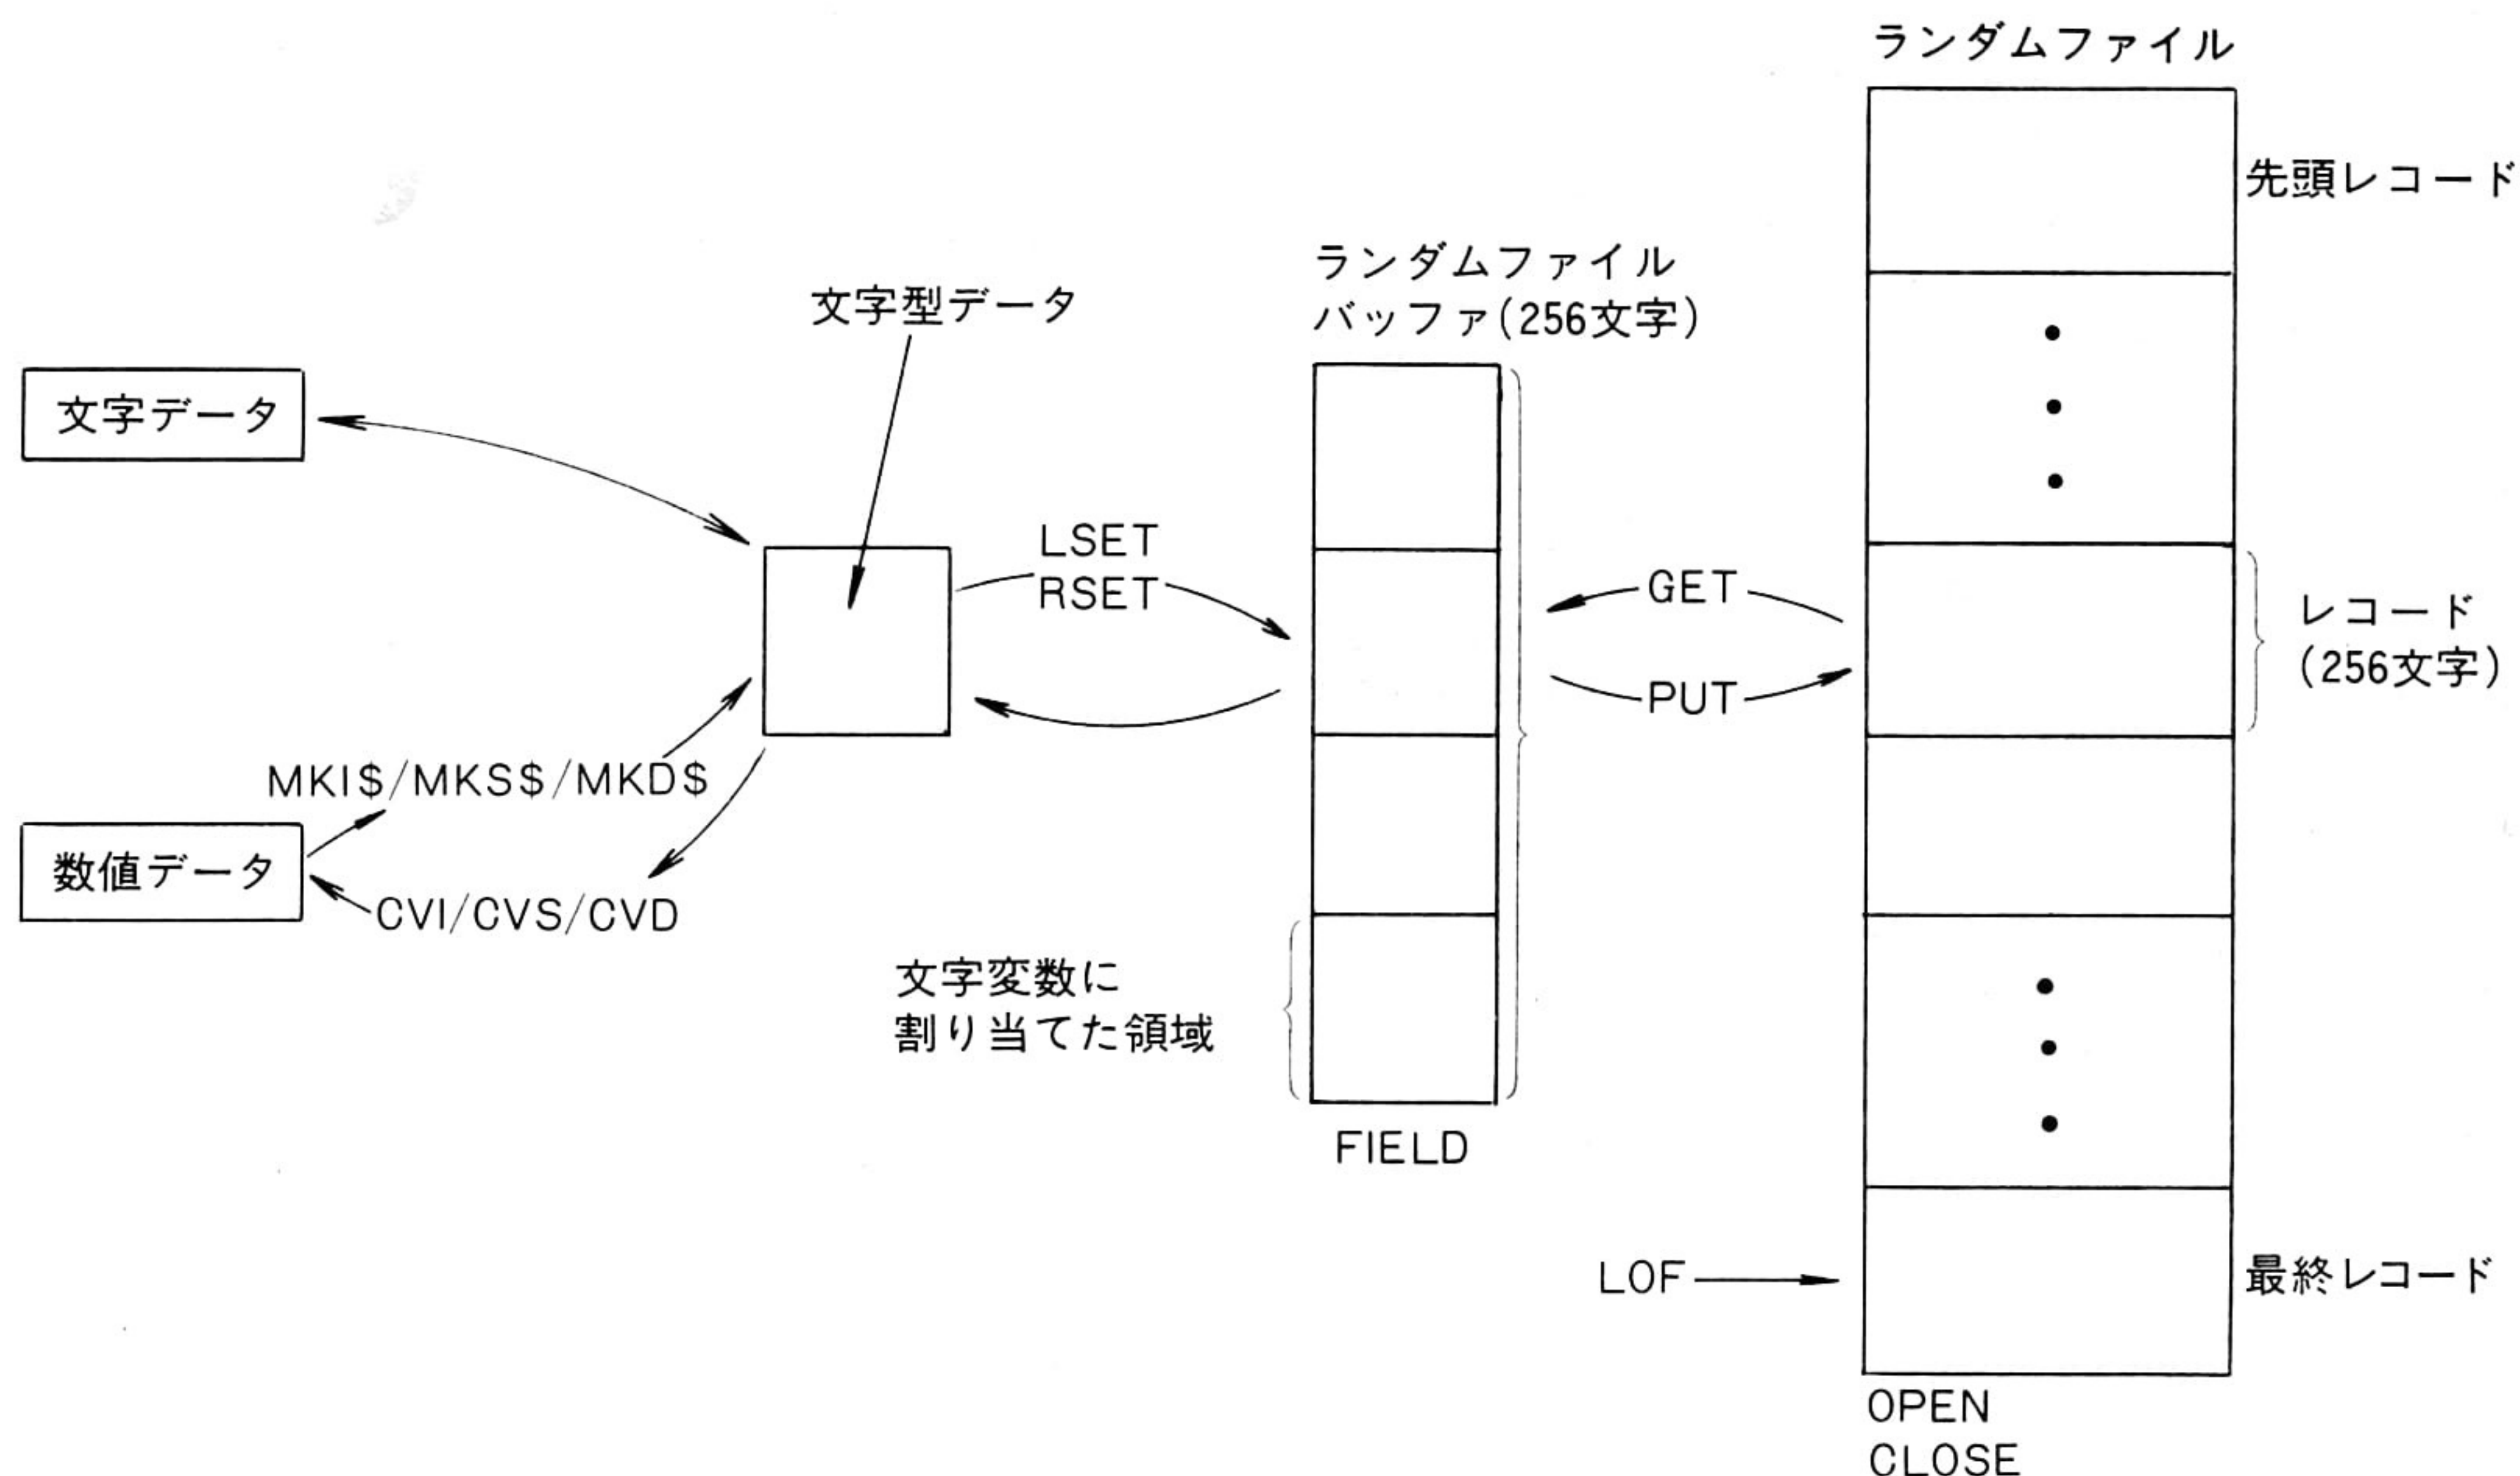 ランダムファイル
先頭レコード
ランダムファイル
バッファ(256文字)
文字型データ
文字データ
LSET
RSET
GET
PUT
レコード
(256文字)
MKI$/MKS$/MKD$
数値データ
CVI/CVS/CVD
文字変数に
割り当てた領域
FIELD
LOF
最終レコード
OPEN
CLOSE